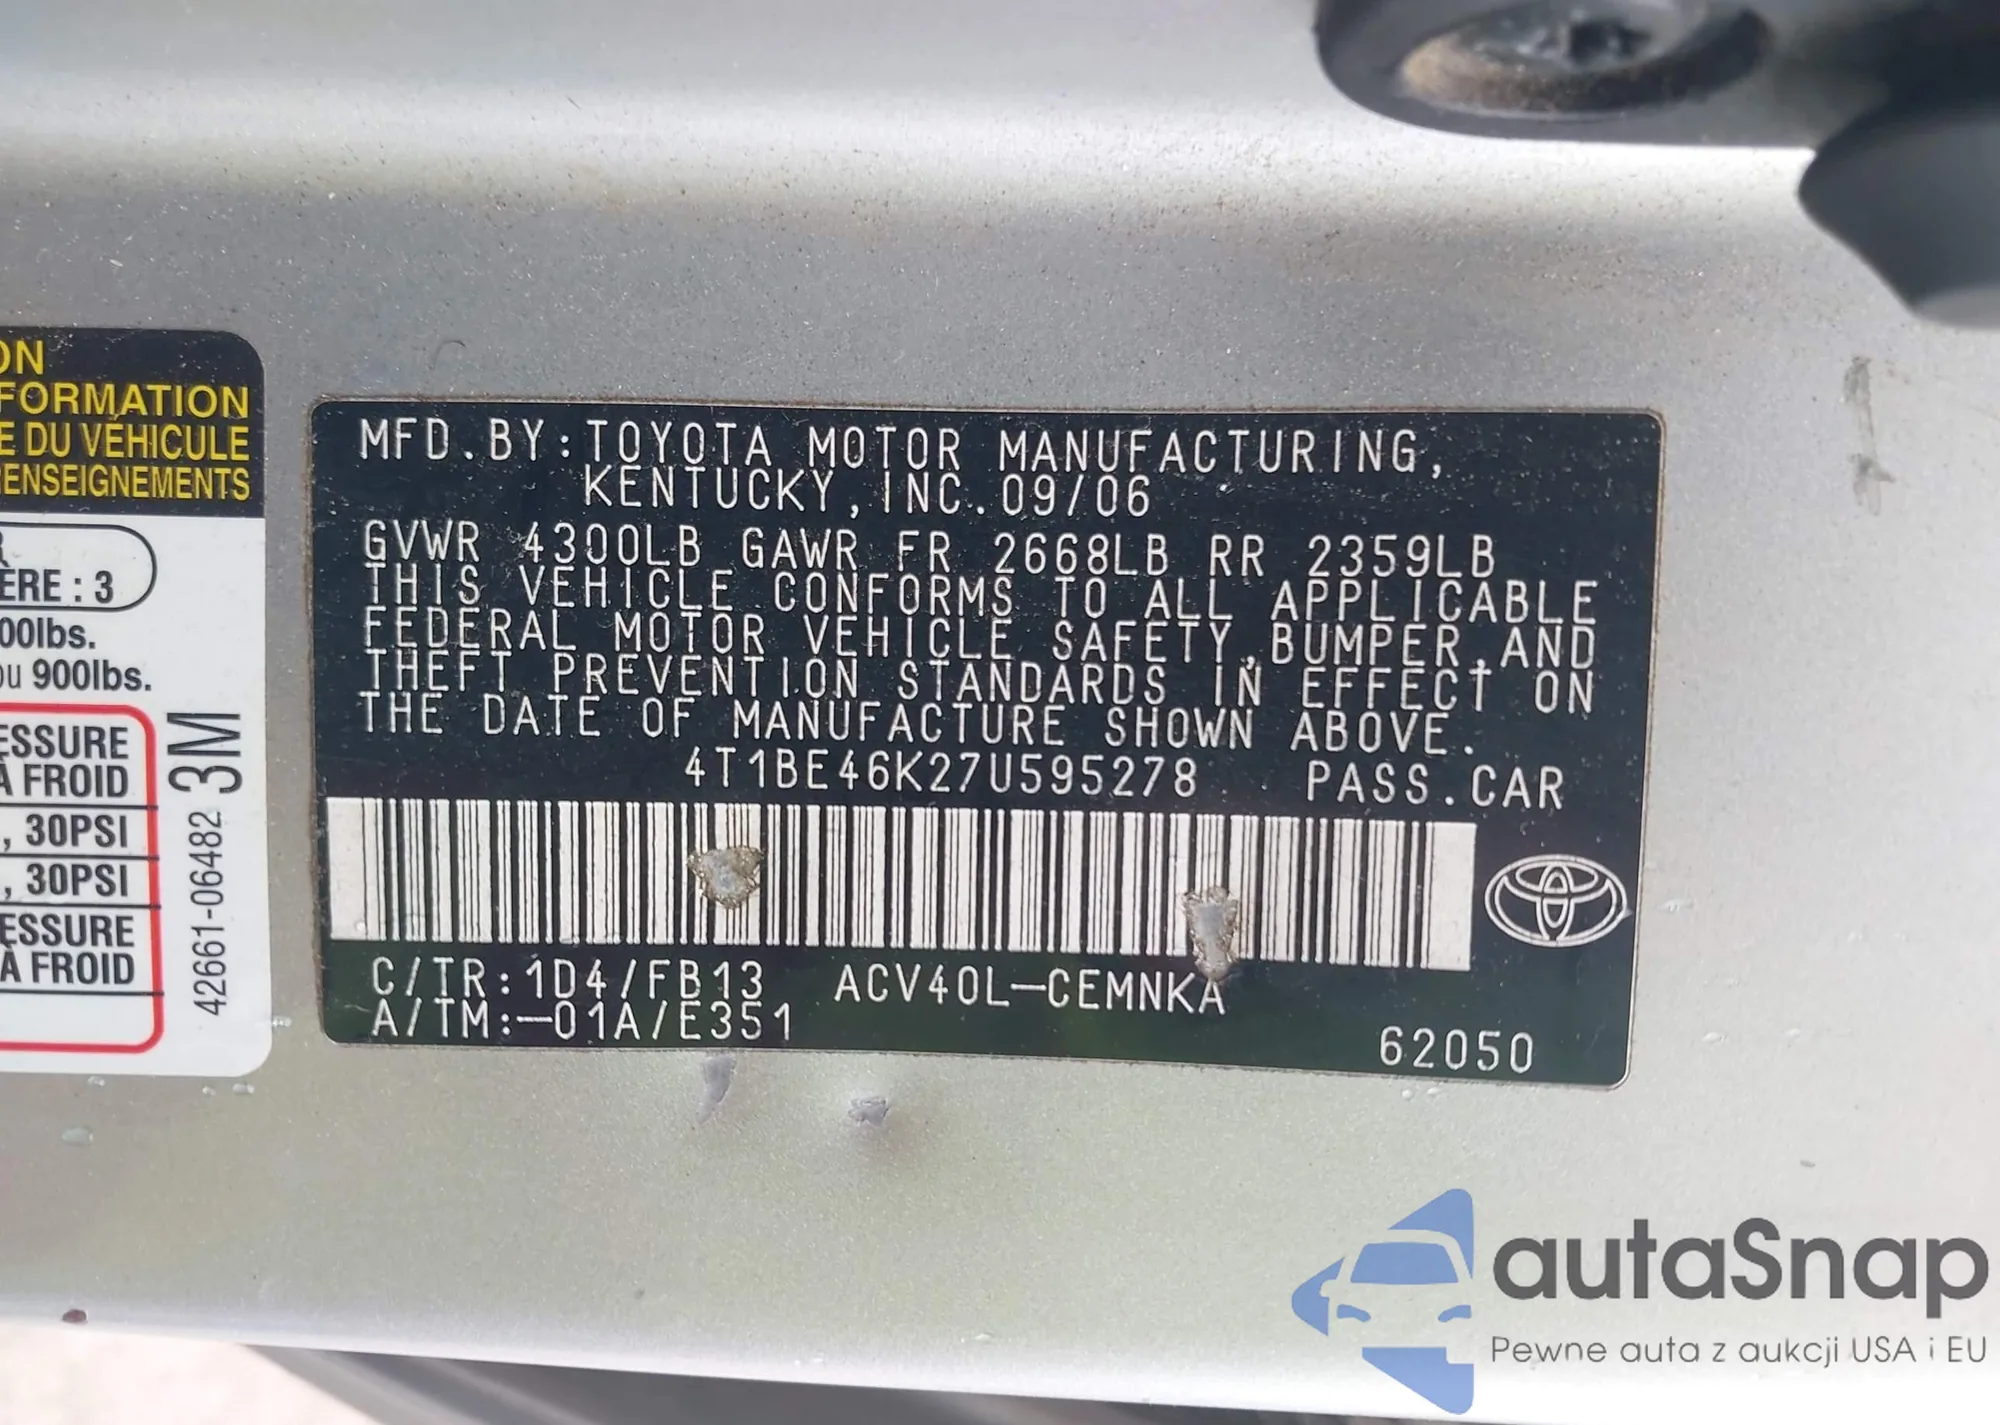 ON
FORMATION
E DU VÉHICULE
RENSEIGNEMENTS
R
ÈRE : 3
00lbs.
ou 900lbs.
ESSURE
À FROID
, 30PSI
, 30PSI
ESSURE
À FROID
42661-06482 3M
MFD.BY:TOYOTA MOTOR MANUFACTURING,
KENTUCKY,INC.09/06
GVWR 4300LB GAWR FR 2668LB RR 2359LB
THIS VEHICLE CONFORMS TO ALL APPLICABLE
FEDERAL MOTOR VEHICLE SAFETY,BUMPER,AND
THEFT PREVENTION STANDARDS IN EFFECT ON
THE DATE OF MANUFACTURE SHOWN ABOVE.
4T1BE46K27U595278 PASS.CAR
C/TR:1D4/FB13 ACV40L-CEMNKA
A/TM:-01A/E351
62050
autaSnap
Pewne auta z aukcji USA i EU